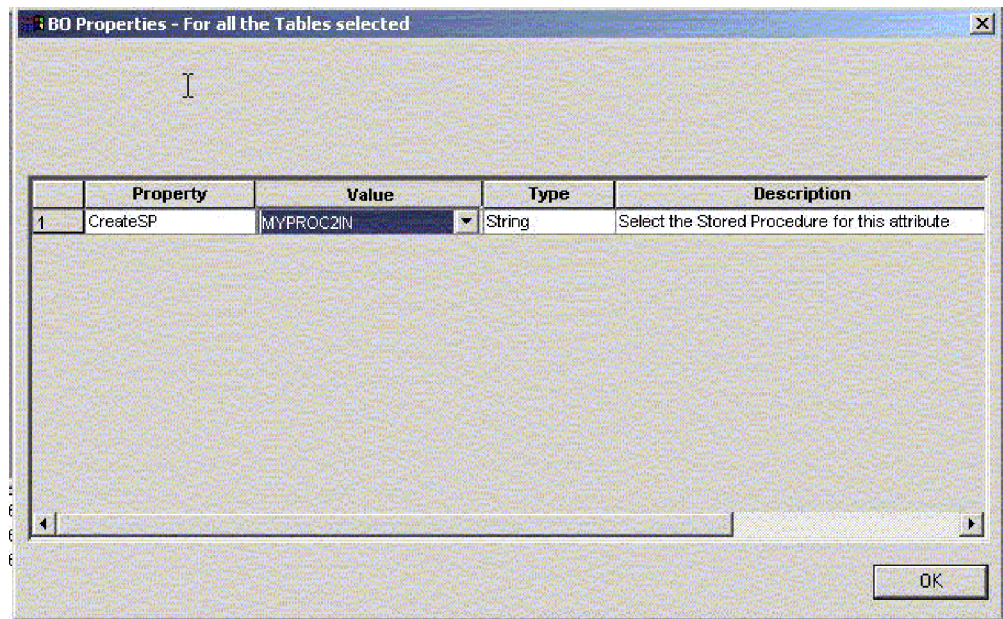 BO Properties - For all the Tables selected
Property Value Type Description
1 CreateSP MYPROC2IN String Select the Stored Procedure for this attribute
OK